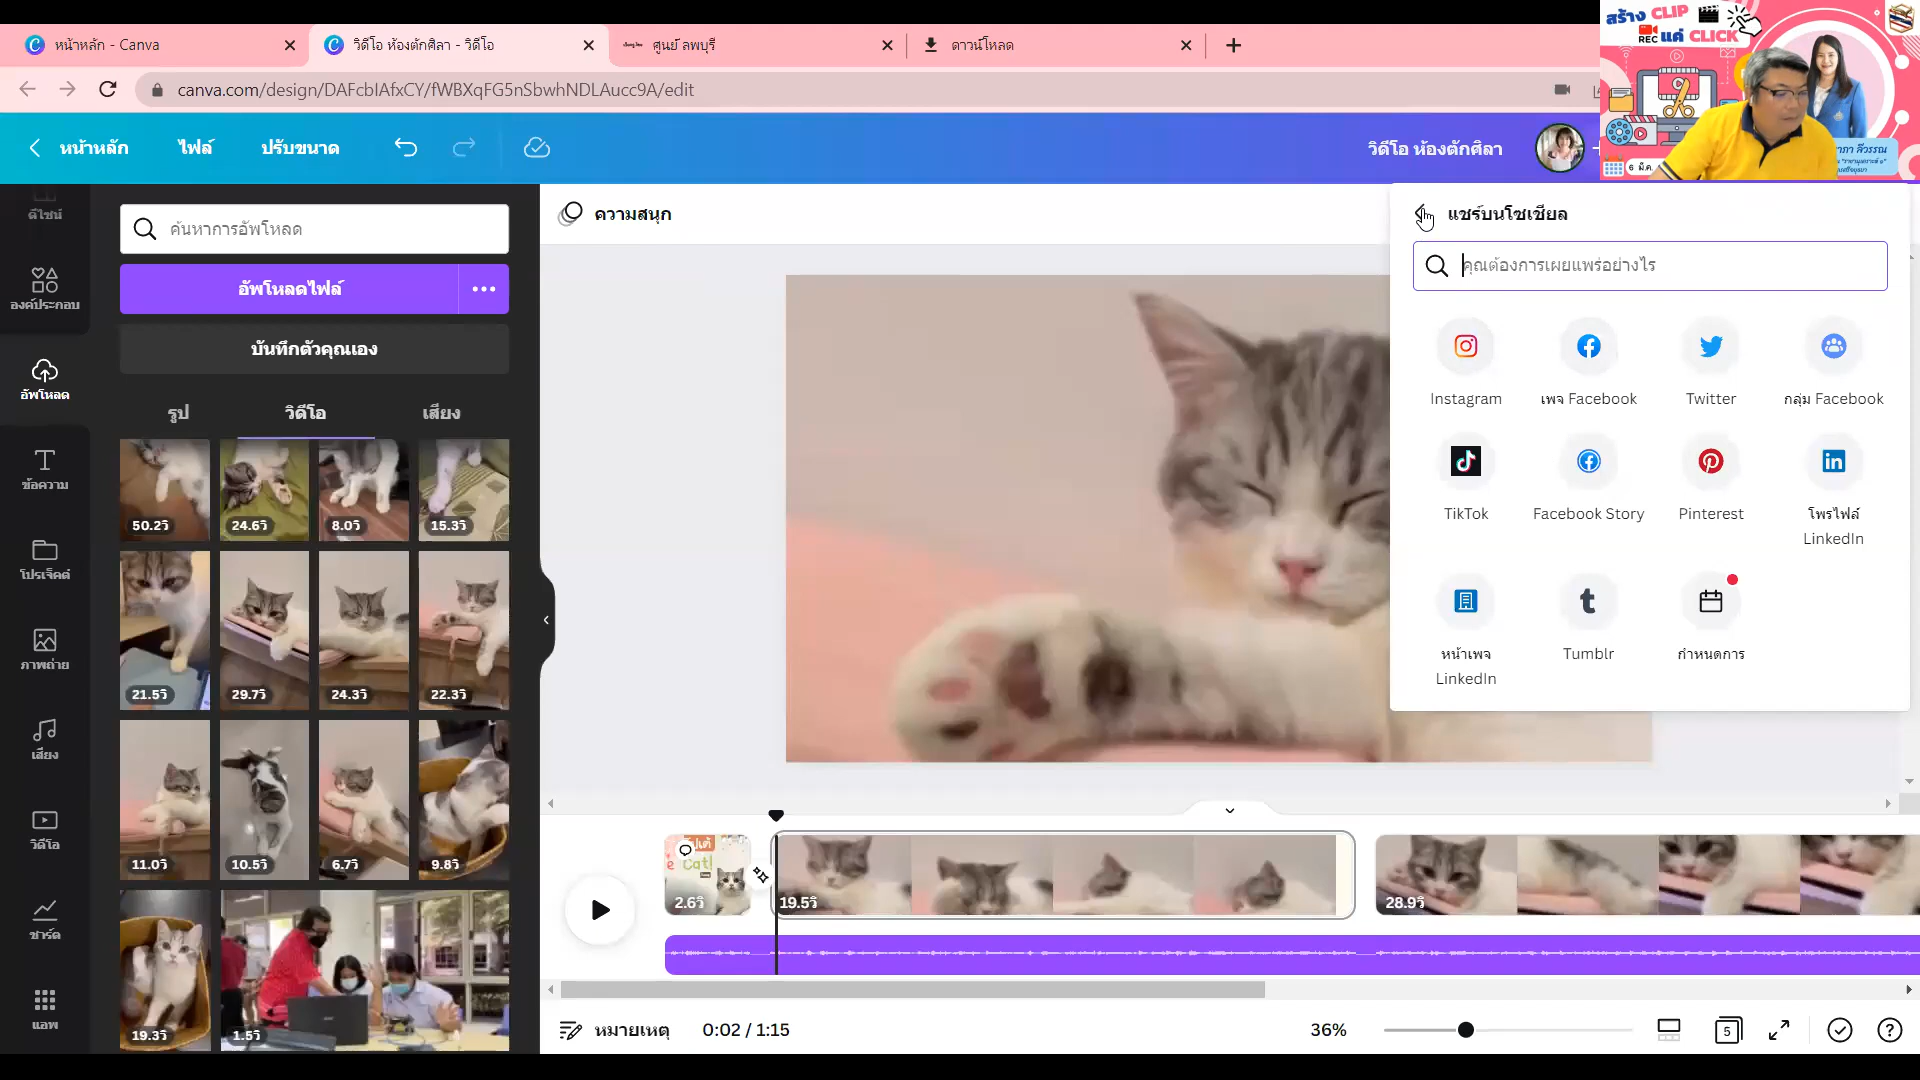 หน้าหลัก - Canva
วิดีโอ ห้องตักศิลา - วิดีโอ
ศูนย์ ลพบุรี
ดาวน์โหลด
canva.com/design/DAFcbIAfxCY/fWBXqFG5nSbwhNDLAucc9A/edit
สร้าง CLIP
REC แค่ CLICK
6 มี.ค.
าภา ลีวรรณ
หน้าหลัก
ไฟล์
ปรับขนาด
วิดีโอ ห้องตักศิลา
ดีไซน์
องค์ประกอบ
อัพโหลด
ข้อความ
โปรเจ็คต์
ภาพถ่าย
เสียง
วิดีโอ
ชาร์ต
แอพ
ค้นหาการอัพโหลด
อัพโหลดไฟล์
บันทึกตัวคุณเอง
รูป
วิดีโอ
เสียง
50.2วิ
24.6วิ
8.0วิ
15.3วิ
21.5วิ
29.7วิ
24.3วิ
22.3วิ
11.0วิ
10.5วิ
6.7วิ
9.8วิ
19.3วิ
1.5วิ
ความสนุก
แชร์บนโซเชียล
คุณต้องการเผยแพร่อย่างไร
Instagram
เพจ Facebook
Twitter
กลุ่ม Facebook
TikTok
Facebook Story
Pinterest
โพรไฟล์
LinkedIn
หน้าเพจ
LinkedIn
Tumblr
กำหนดการ
cat!
2.6วิ
19.5วิ
28.9วิ
หมายเหตุ
0:02 / 1:15
36%
5